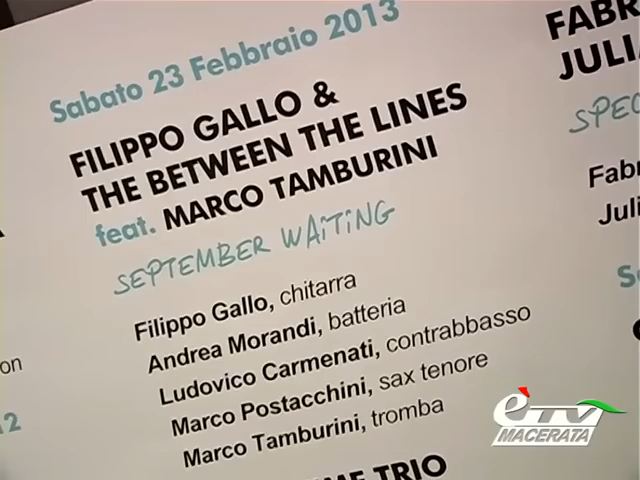 Sabato 23 Febbraio 2013
FILIPPO GALLO &
THE BETWEEN THE LINES
feat. MARCO TAMBURINI
SEPTEMBER WAiTiNG
Filippo Gallo, chitarra
Andrea Morandi, batteria
Ludovico Carmenati, contrabbasso
Marco Postacchini, sax tenore
Marco Tamburini, tromba
TRIO
FABR
JULI
SPEC
Fabr
Juli
on
2
èTV
MACERATA